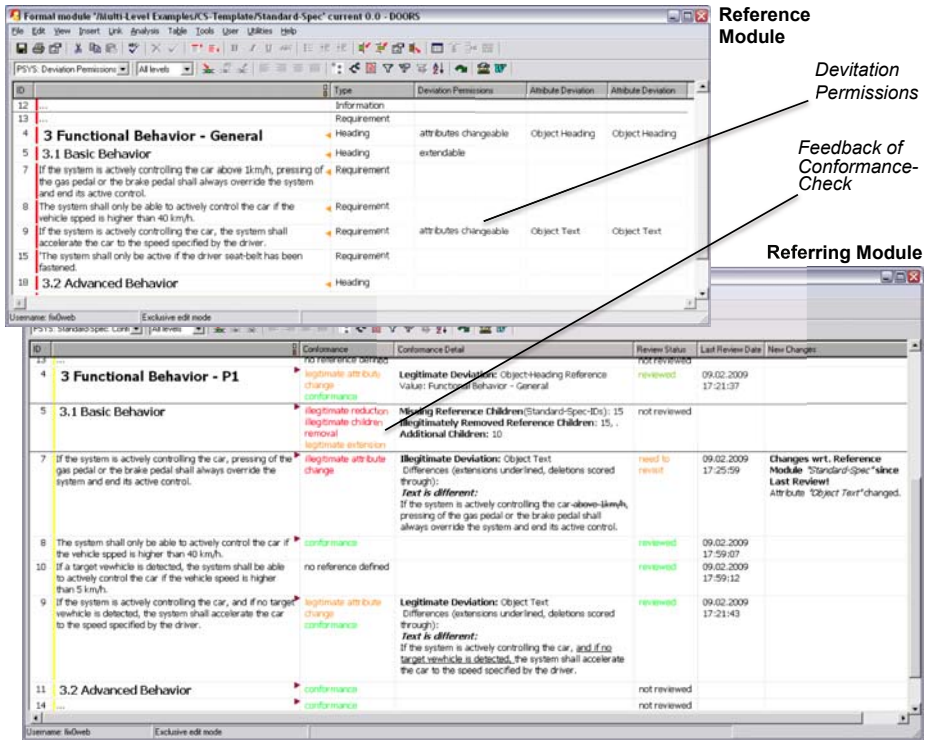 Formal module '/Multi-Level Examples/CS-Template/Standard-Spec' current 0.0 - DOORS
File Edit View Insert Link Analysis Table Tools User Utilities Help
PSYS: Deviation Permissions All levels
ID Type Deviation Permissions Attribute Deviation Attribute Deviation
12 ... Information
13 ... Requirement
4 3 Functional Behavior - General Heading attributes changeable Object Heading Object Heading
5 3.1 Basic Behavior Heading extendable
7 If the system is actively controlling the car above 1km/h, pressing of Requirement
the gas pedal or the brake pedal shall always override the system
and end its active control.
8 The system shall only be able to actively control the car if the Requirement
vehicle spped is higher than 40 km/h.
9 If the system is actively controlling the car, the system shall Requirement attributes changeable Object Text Object Text
accelerate the car to the speed specified by the driver.
15 'The system shall only be active if the driver seat-belt has been Requirement
fastened.
18 3.2 Advanced Behavior Heading
Username: fix0web Exclusive edit mode
Reference
Module
Devitation
Permissions
Feedback of
Conformance-
Check
Referring Module
PSYS: Standard-Spec: Conf All levels
ID Conformance Conformance Detail Review Status Last Review Date New Changes
13 ... no reference defined not reviewed
4 3 Functional Behavior - P1 legitimate attribute Legitimate Deviation: Object-Heading Reference reviewed 09.02.2009
change Value: Functional Behavior - General 17:21:37
conformance
5 3.1 Basic Behavior illegitimate reduction Missing Reference Children(Standard-Spec-IDs): 15 not reviewed
illegitimate children Illegitimately Removed Reference Children: 15, .
removal Additional Children: 10
legitimate extension
7 If the system is actively controlling the car, pressing of the illegitimate attribute Illegitimate Deviation: Object Text need to 09.02.2009 Changes wrt. Reference
gas pedal or the brake pedal shall always override the change Differences (extensions underlined, deletions scored revisit 17:25:59 Module "Standard-Spec" since
system and end its active control. through): Last Review!
Text is different: Attribute "Object Text" changed.
If the system is actively controlling the car above 1km/h,
pressing of the gas pedal or the brake pedal shall
always override the system and end its active control.
8 The system shall only be able to actively control the car if conformance reviewed 09.02.2009
the vehicle spped is higher than 40 km/h. 17:59:07
10 If a target vewhicle is detected, the system shall be able no reference defined reviewed 09.02.2009
to actively control the car if the vehicle speed is higher 17:59:12
than 5 km/h.
9 If the system is actively controlling the car, and if no target legitimate attribute Legitimate Deviation: Object Text reviewed 09.02.2009
vewhicle is detected, the system shall accelerate the car change Differences (extensions underlined, deletions scored 17:21:43
to the speed specified by the driver. conformance through):
Text is different:
If the system is actively controlling the car, and if no
target vewhicle is detected, the system shall accelerate
the car to the speed specified by the driver.
11 3.2 Advanced Behavior conformance not reviewed
14 ... conformance not reviewed
Username: fix0web Exclusive edit mode